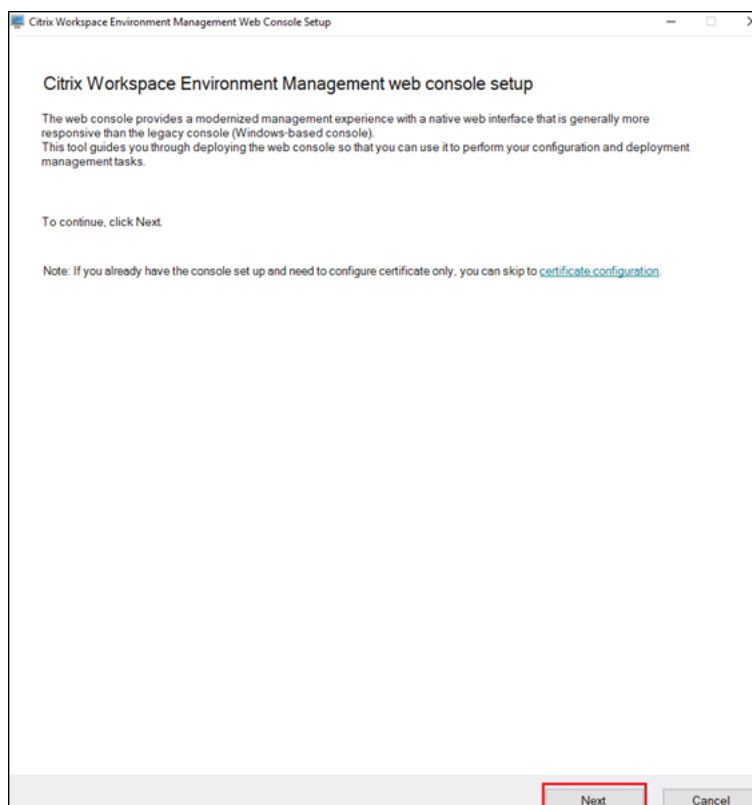 Citrix Workspace Environment Management Web Console Setup
Citrix Workspace Environment Management web console setup
The web console provides a modernized management experience with a native web interface that is generally more
responsive than the legacy console (Windows-based console).
This tool guides you through deploying the web console so that you can use it to perform your configuration and deployment
management tasks.
To continue, click Next.
Note: If you already have the console set up and need to configure certificate only, you can skip to certificate configuration.
Next
Cancel